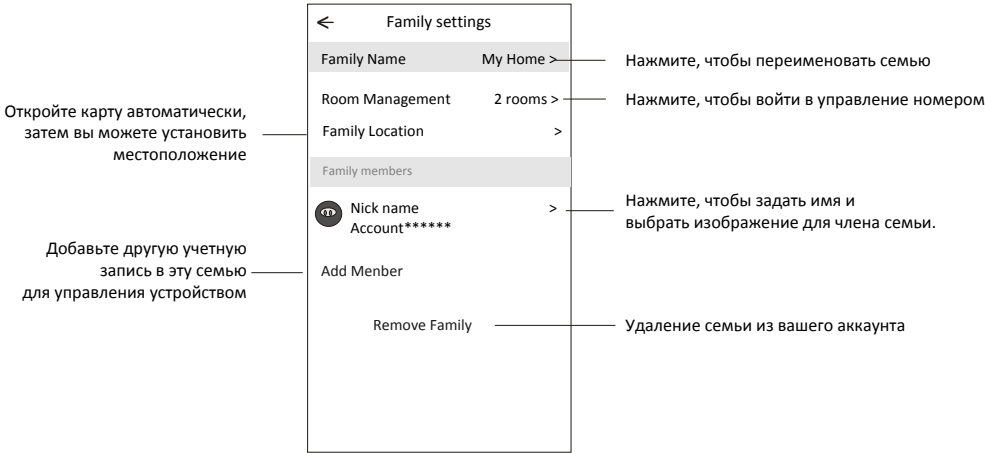 Family settings
Family Name My Home >
Нажмите, чтобы переименовать семью
Room Management 2 rooms >
Нажмите, чтобы войти в управление номером
Откройте карту автоматически,
затем вы можете установить
местоположение
Family Location >
Family members
Nick name >
Account******
Нажмите, чтобы задать имя и
выбрать изображение для члена семьи.
Добавьте другую учетную
запись в эту семью
для управления устройством
Add Menber
Remove Family
Удаление семьи из вашего аккаунта